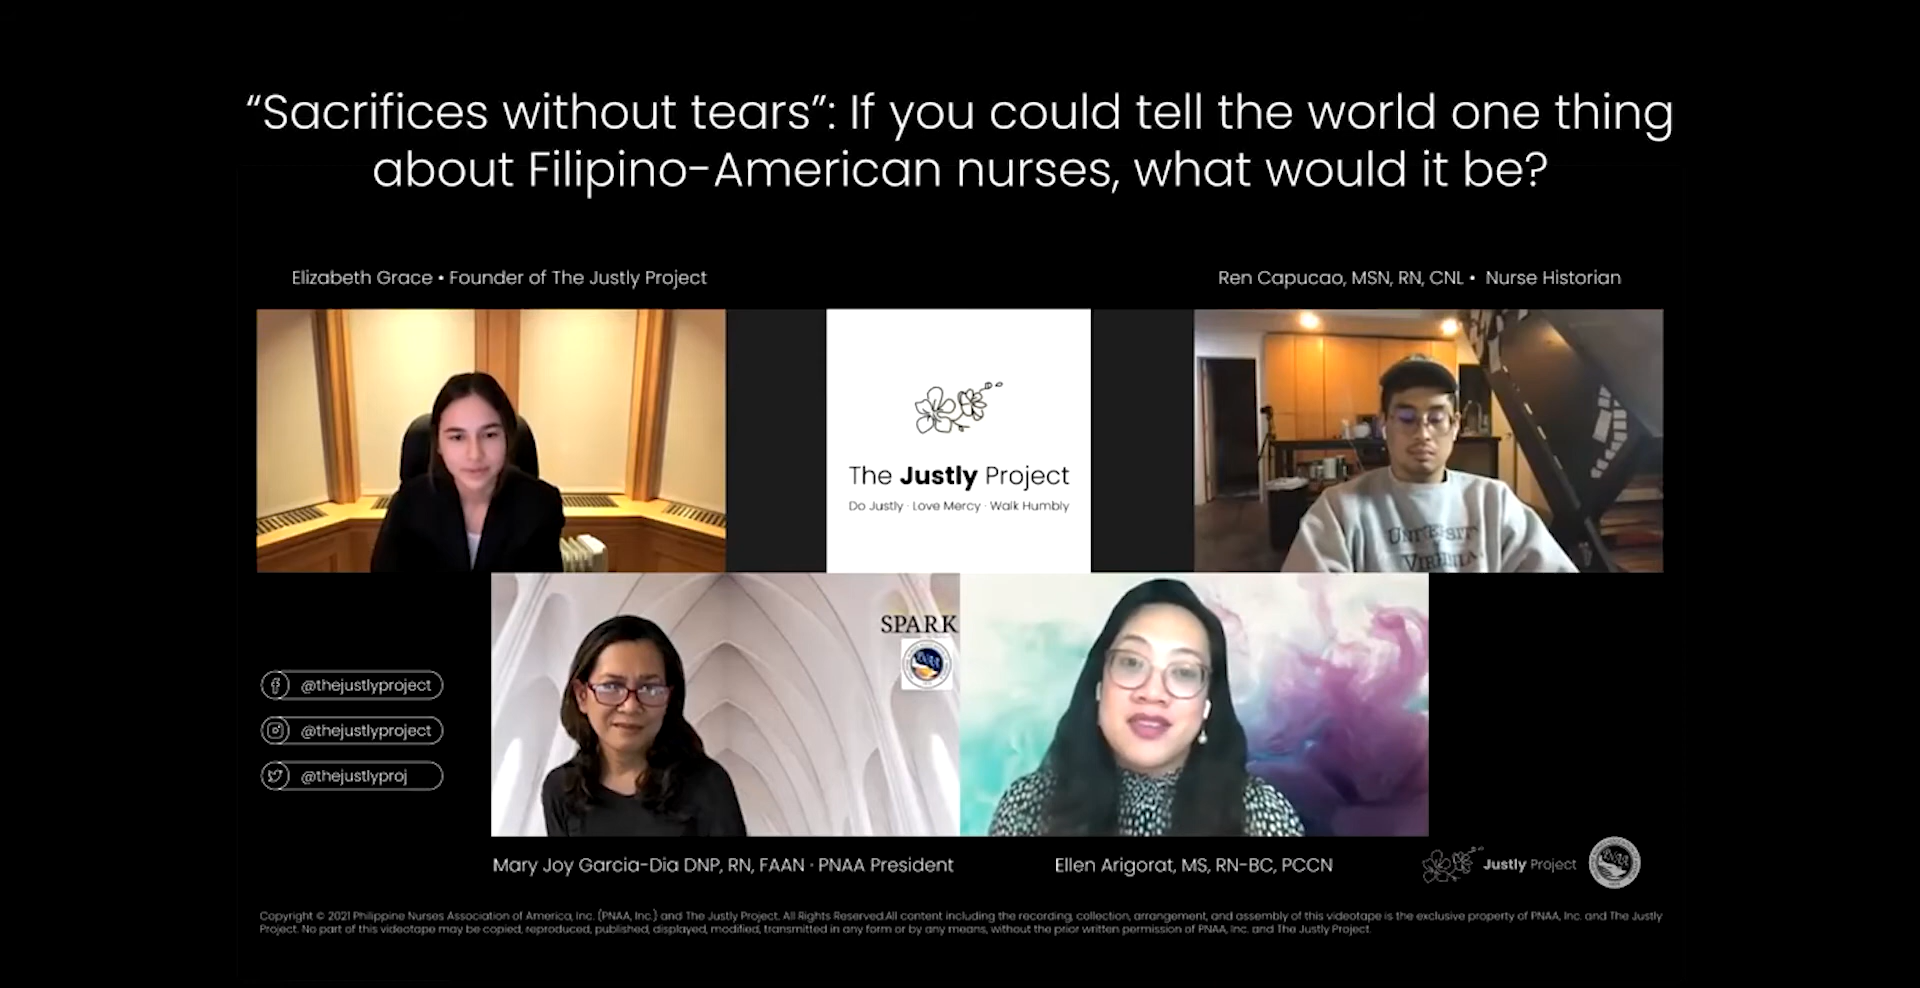 “Sacrifices without tears”: If you could tell the world one thing
about Filipino-American nurses, what would it be?
Elizabeth Grace • Founder of The Justly Project
Ren Capucao, MSN, RN, CNL • Nurse Historian
The Justly Project
Do Justly · Love Mercy · Walk Humbly
UNIVERSITY
VIRGINIA
SPARK
PNAA
@thejustlyproject
@thejustlyproject
@thejustlyproj
Mary Joy Garcia-Dia DNP, RN, FAAN · PNAA President
Ellen Arigorat, MS, RN-BC, PCCN
Justly Project
PNAA
Copyright © 2021 Philippine Nurses Association of America, Inc. (PNAA, Inc.) and The Justly Project. All Rights Reserved.All content including the recording, collection, arrangement, and assembly of this videotape is the exclusive property of PNAA, Inc. and The Justly
Project. No part of this videotape may be copied, reproduced, published, displayed, modified, transmitted in any form or by any means, without the prior written permission of PNAA, Inc. and The Justly Project.